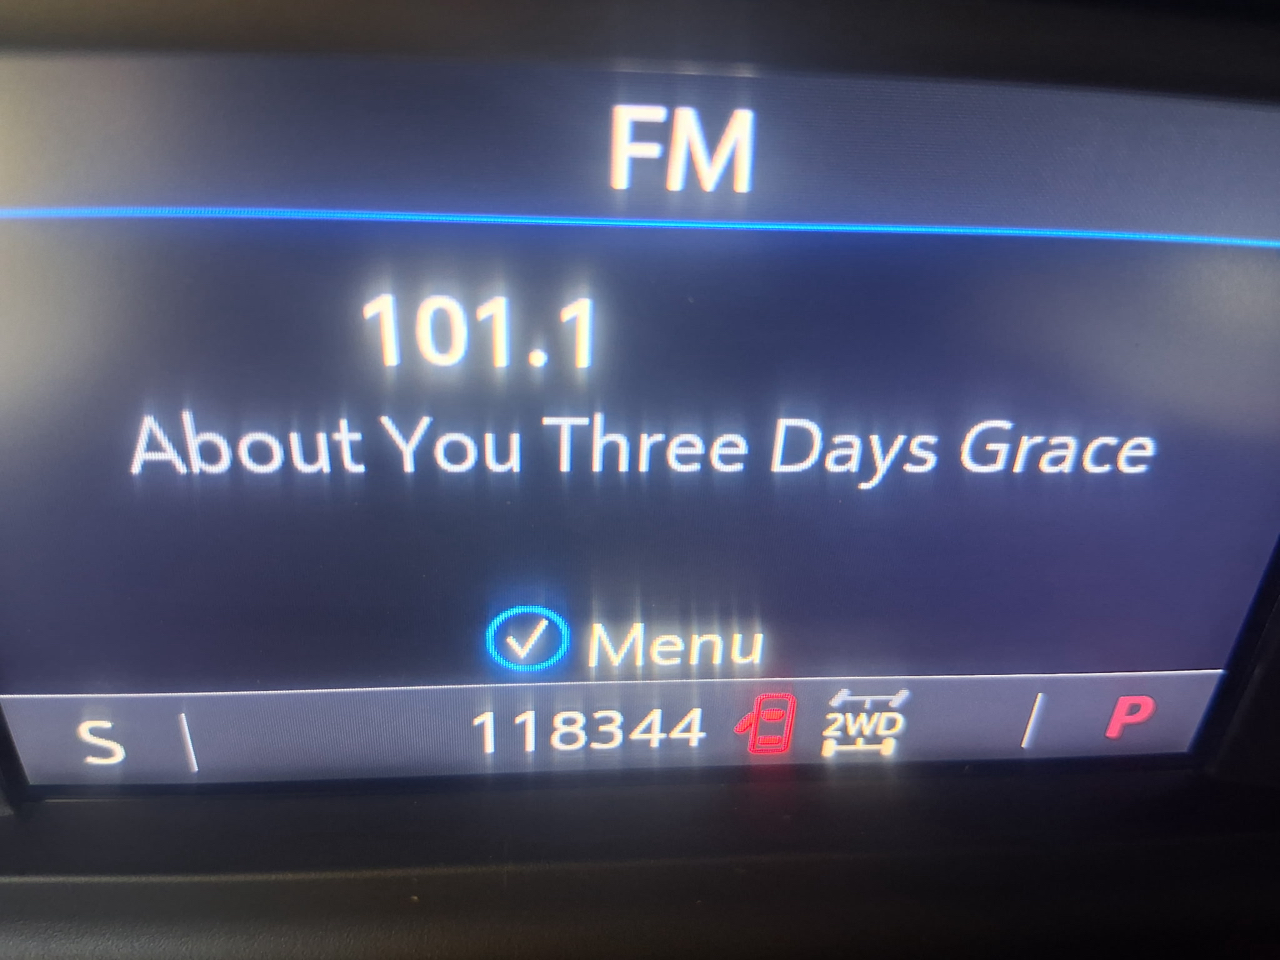 FM
101.1
About You Three Days Grace
Menu
S 118344 2WD P